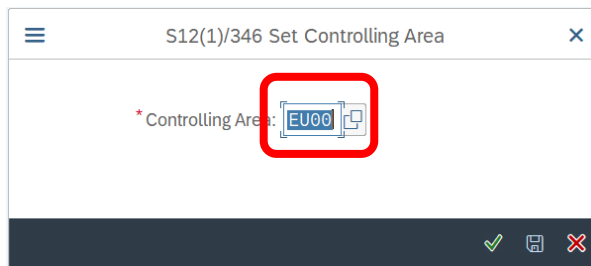 S12(1)/346 Set Controlling Area
* Controlling Area: EU00